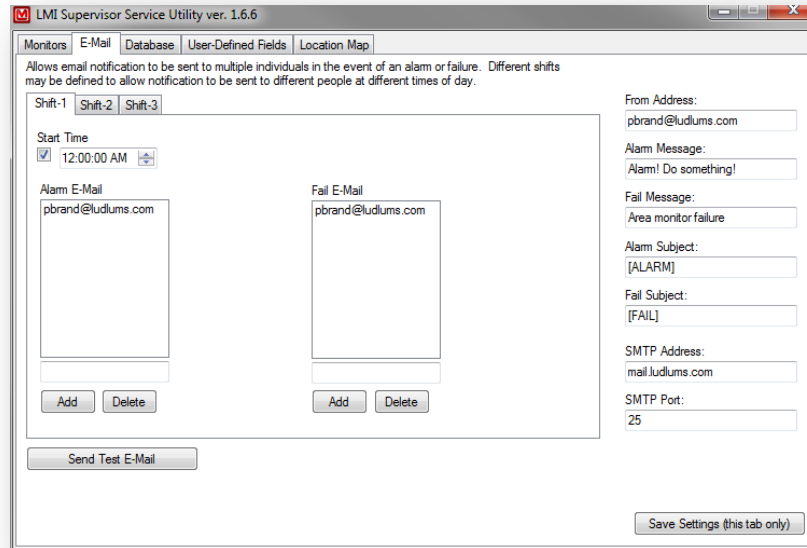 LMI Supervisor Service Utility ver. 1.6.6
Monitors E-Mail Database User-Defined Fields Location Map
Allows email notification to be sent to multiple individuals in the event of an alarm or failure. Different shifts
may be defined to allow notification to be sent to different people at different times of day.
Shift-1 Shift-2 Shift-3
Start Time
12:00:00 AM
Alarm E-Mail
pbrand@ludlums.com
Add Delete
Fail E-Mail
pbrand@ludlums.com
Add Delete
Send Test E-Mail
From Address:
pbrand@ludlums.com
Alarm Message:
Alarm! Do something!
Fail Message:
Area monitor failure
Alarm Subject:
[ALARM]
Fail Subject:
[FAIL]
SMTP Address:
mail.ludlums.com
SMTP Port:
25
Save Settings (this tab only)